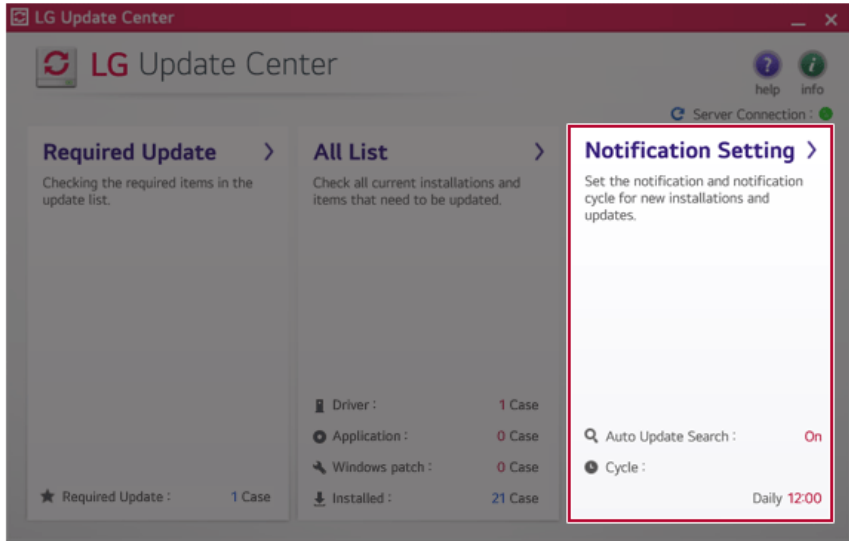 LG Update Center
LG Update Center
help
info
Server Connection :
Required Update
Checking the required items in the
update list.
Required Update : 1 Case
All List
Check all current installations and
items that need to be updated.
Driver : 1 Case
Application : 0 Case
Windows patch : 0 Case
Installed : 21 Case
Notification Setting
Set the notification and notification
cycle for new installations and
updates.
Auto Update Search : On
Cycle :
Daily 12:00